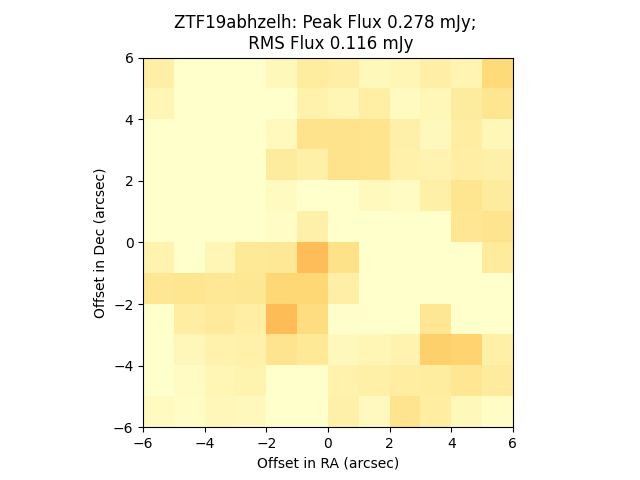 ZTF19abhzelh: Peak Flux 0.278 mJy;
RMS Flux 0.116 mJy
6
4
2
0
−2
−4
−6
Offset in Dec (arcsec)
−6 −4 −2 0 2 4 6
Offset in RA (arcsec)